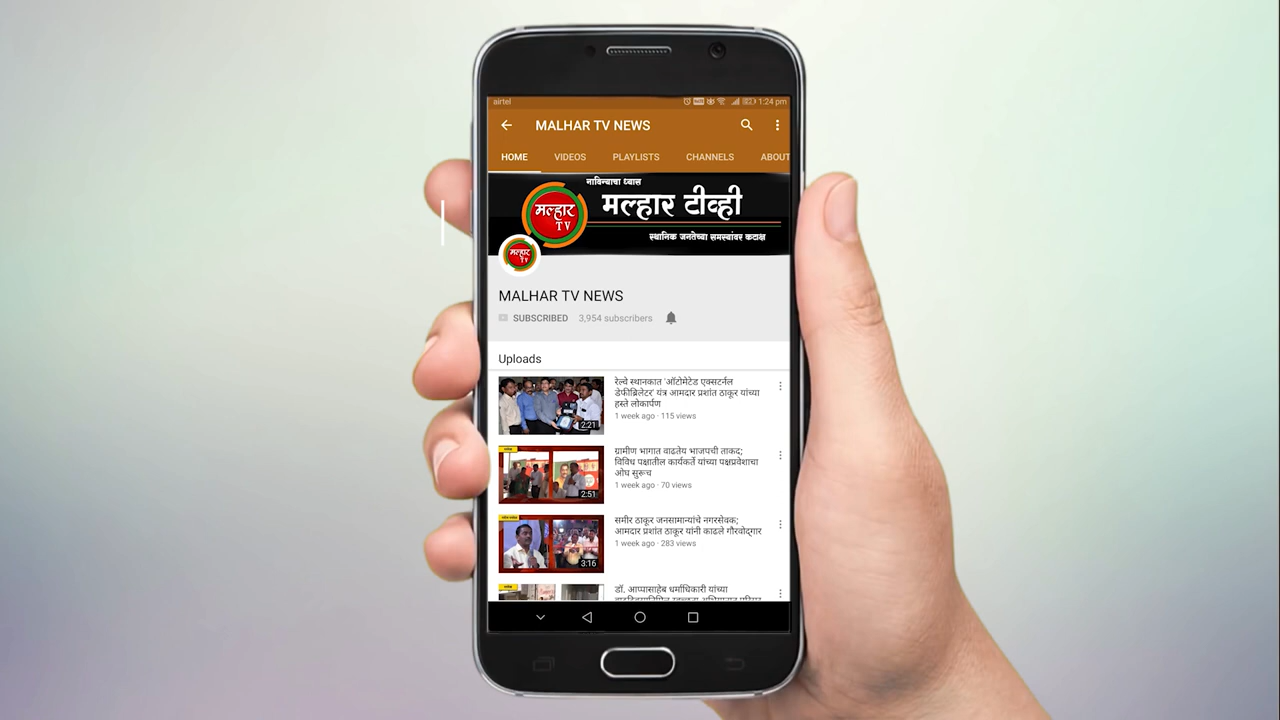 airtel 1:24 pm
MALHAR TV NEWS
HOME VIDEOS PLAYLISTS CHANNELS ABOUT
नाविन्याचा ध्यास
मल्हार टीव्ही
मल्हार
TV
स्थानिक जनतेच्या समस्यांवर कटाक्ष
मल्हार
TV
MALHAR TV NEWS
SUBSCRIBED 3,954 subscribers
Uploads
रेल्वे स्थानकात 'ऑटोमेटेड एक्सटर्नल
डेफीब्रिलेटर' यंत्र आमदार प्रशांत ठाकूर यांच्या
हस्ते लोकार्पण
1 week ago · 115 views
2:21
ग्रामीण भागात वाढतेय भाजपची ताकद;
विविध पक्षातील कार्यकर्ते यांच्या पक्षप्रवेशाचा
ओघ सुरूच
1 week ago · 70 views
2:51
समीर ठाकूर जनसामान्यांचे नगरसेवक;
आमदार प्रशांत ठाकूर यांनी काढले गौरवोद्गार
1 week ago · 283 views
3:16
डॉ. आप्पासाहेब धर्माधिकारी यांच्या